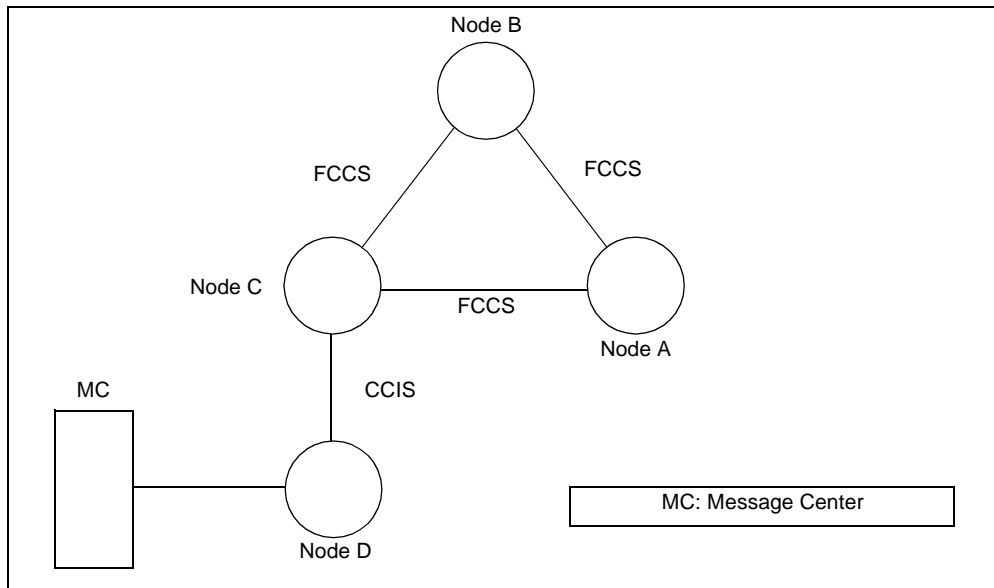 Node B
FCCS
FCCS
Node C
FCCS
Node A
MC
CCIS
MC: Message Center
Node D